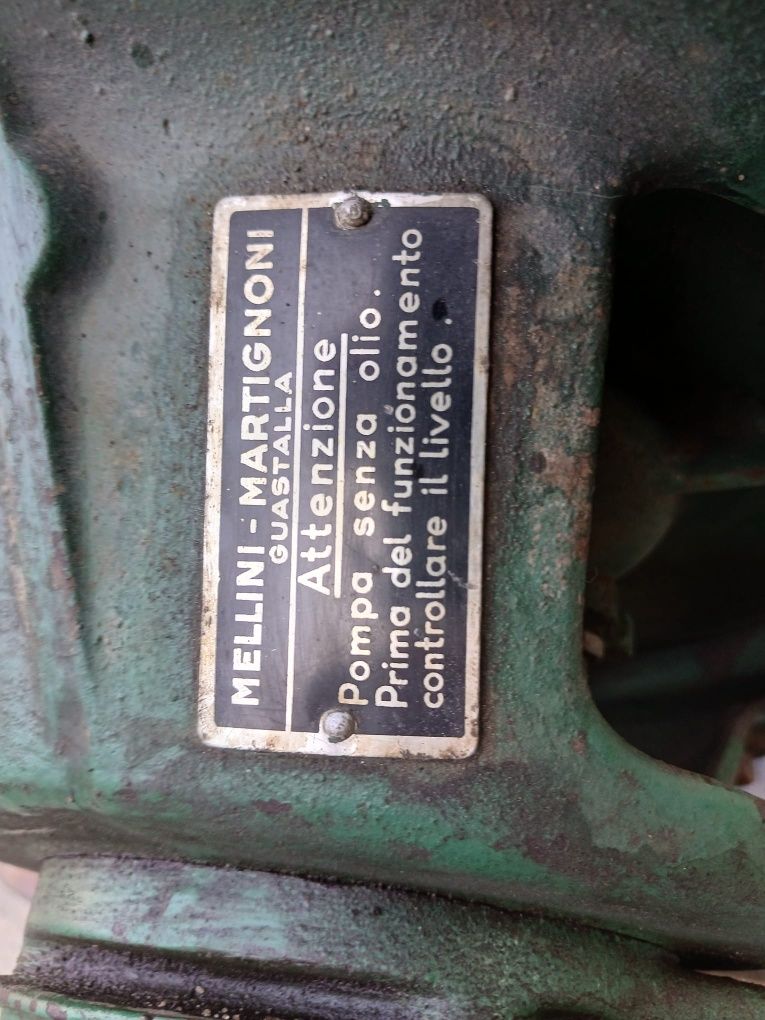 MELLINI-MARTIGNONI
GUASTALLA
Attenzione
Pompa senza olio.
Prima del funzionamento
controllare il livello.